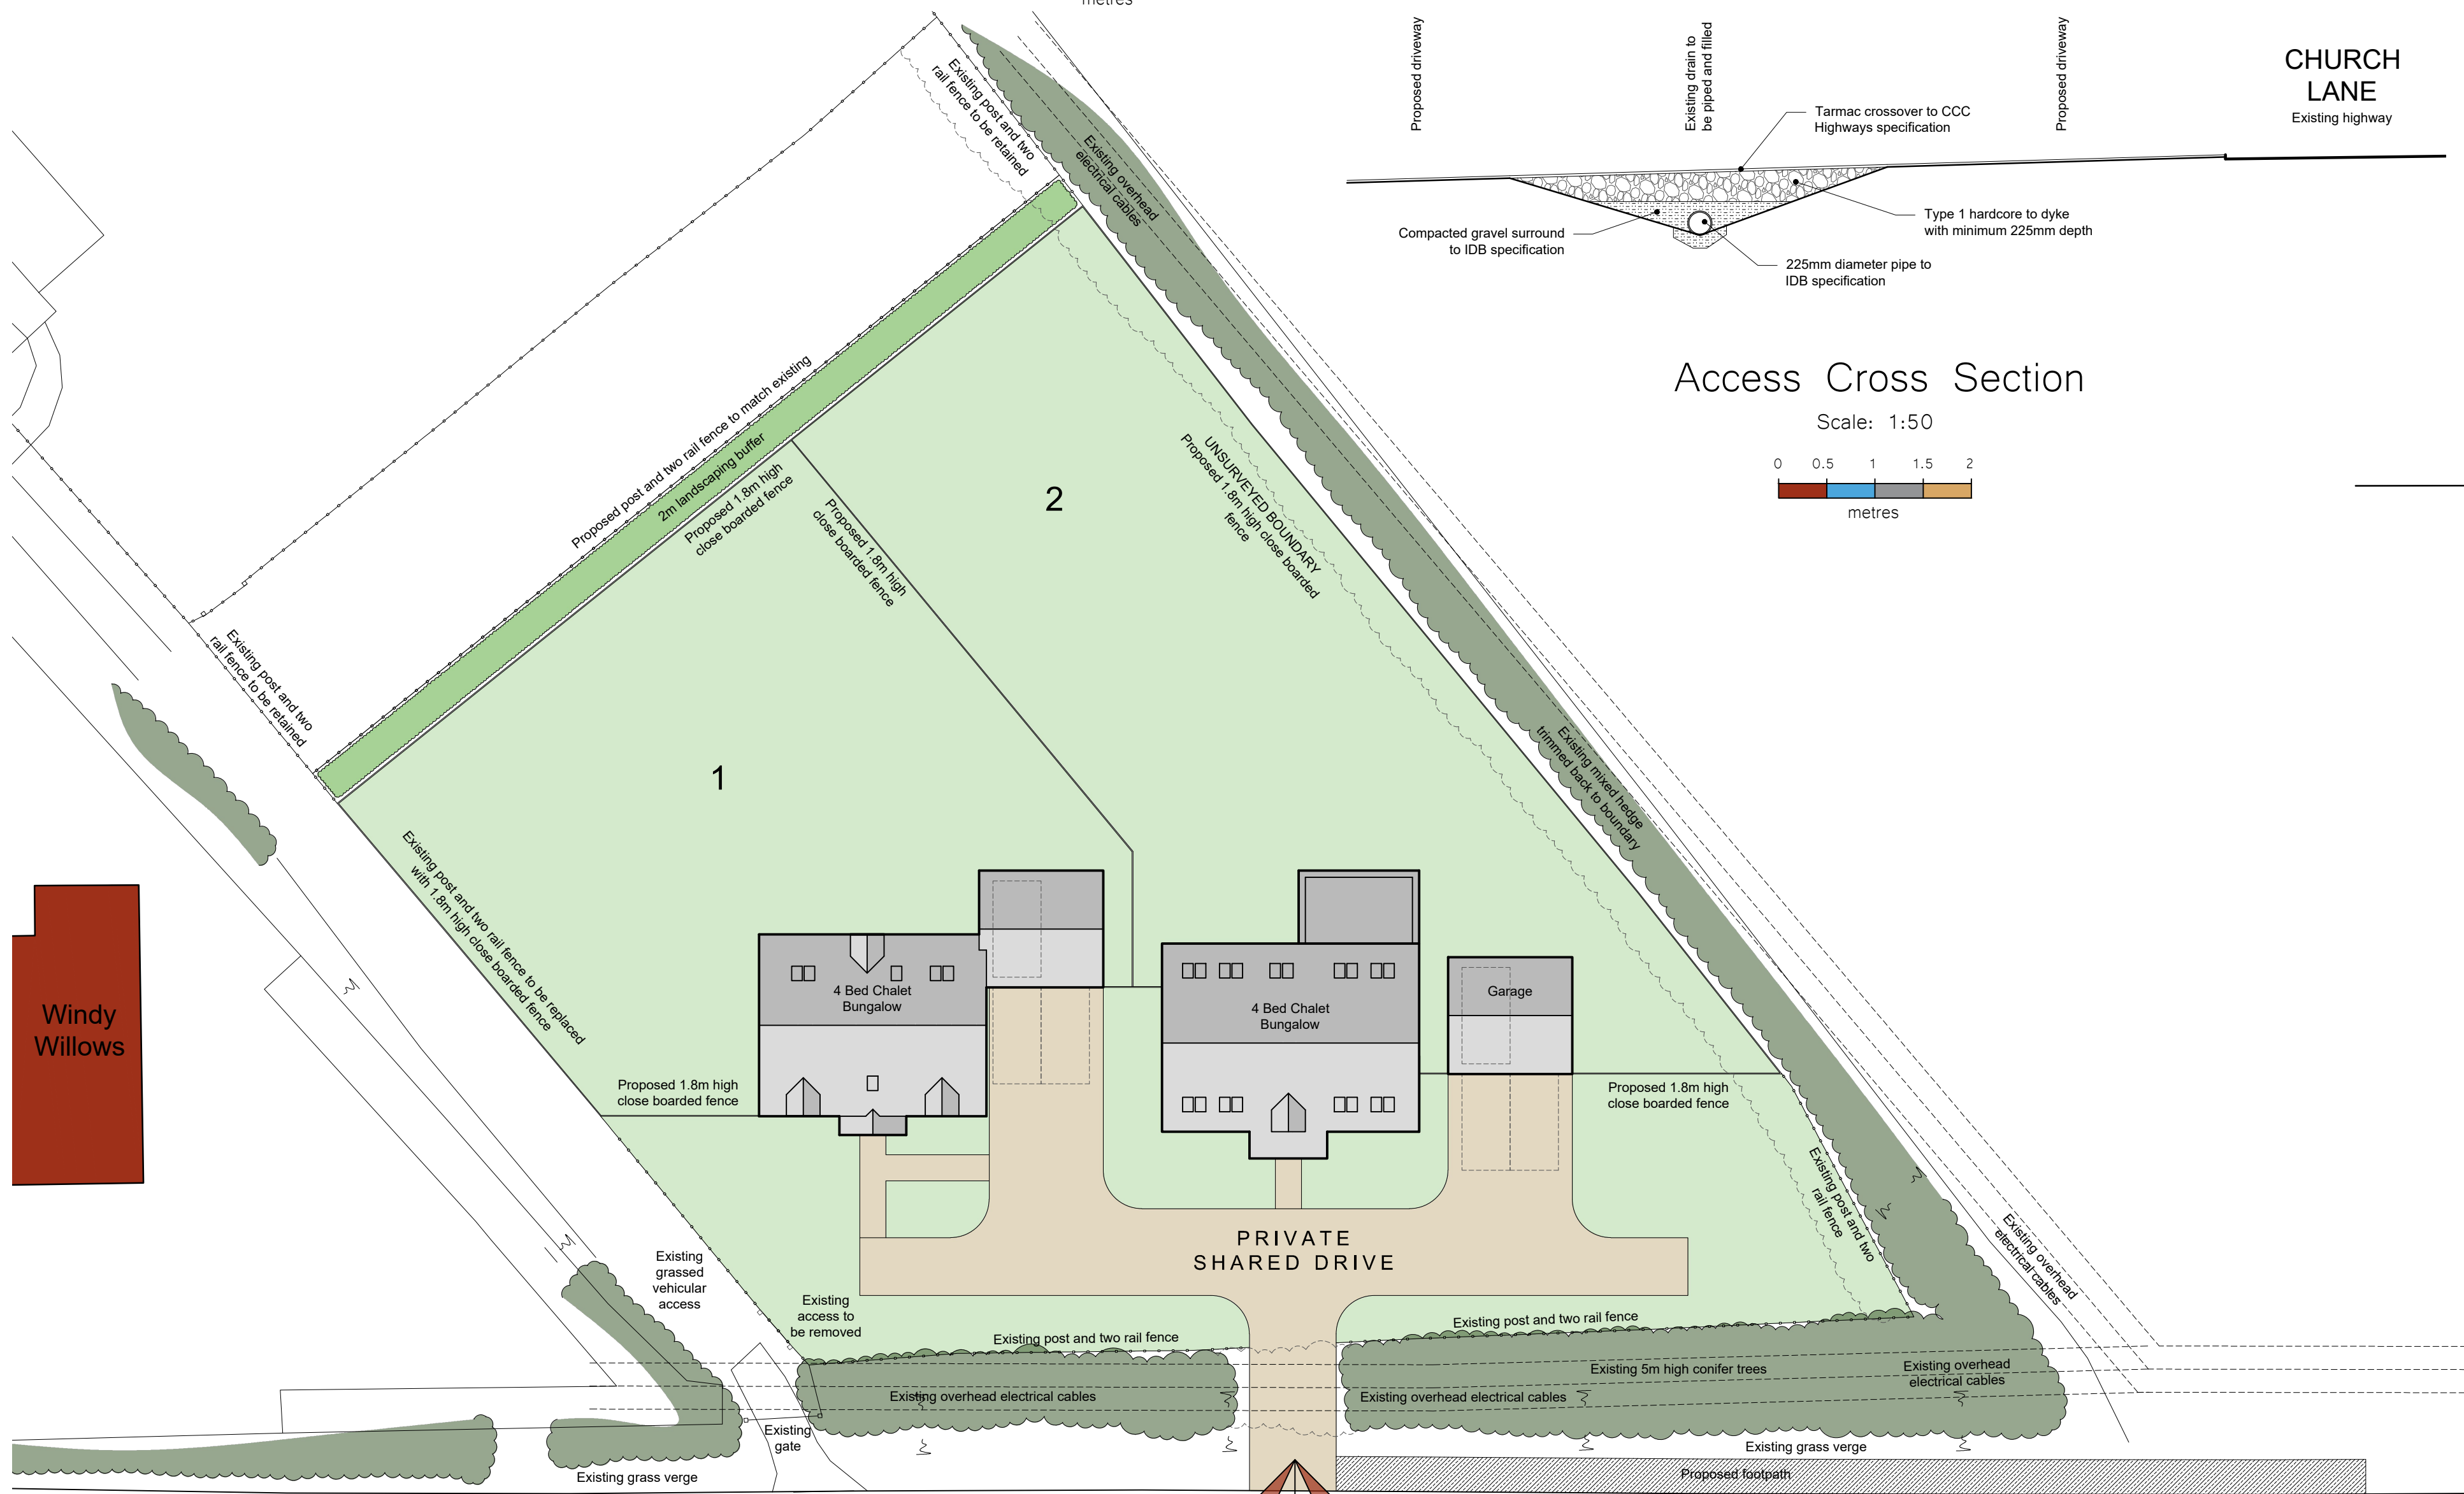 metres
Proposed driveway
Existing drain to
be piped and filled
Proposed driveway
CHURCH
LANE
Existing highway
Tarmac crossover to CCC
Highways specification
Compacted gravel surround
to IDB specification
Type 1 hardcore to dyke
with minimum 225mm depth
225mm diameter pipe to
IDB specification
Access Cross Section
Scale: 1:50
0 0.5 1 1.5 2
metres
Existing post and two
rail fence to be retained
Existing overhead
electrical cables
Proposed post and two rail fence to match existing
2m landscaping buffer
Proposed 1.8m high
close boarded fence
Proposed 1.8m high
close boarded fence
2
UNSURVEYED BOUNDARY
Proposed 1.8m high close boarded
fence
Existing post and two
rail fence to be retained
1
Existing mixed hedge
trimmed back to boundary
Existing post and two rail fence to be replaced
with 1.8m high close boarded fence
Windy
Willows
4 Bed Chalet
Bungalow
4 Bed Chalet
Bungalow
Garage
Proposed 1.8m high
close boarded fence
Proposed 1.8m high
close boarded fence
Existing post and two
rail fence
Existing overhead
electrical cables
PRIVATE
SHARED DRIVE
Existing
grassed
vehicular
access
Existing
access to
be removed
Existing post and two rail fence
Existing post and two rail fence
Existing 5m high conifer trees
Existing overhead
electrical cables
Existing overhead electrical cables
Existing overhead electrical cables
Existing
gate
Existing grass verge
Existing grass verge
Proposed footpath